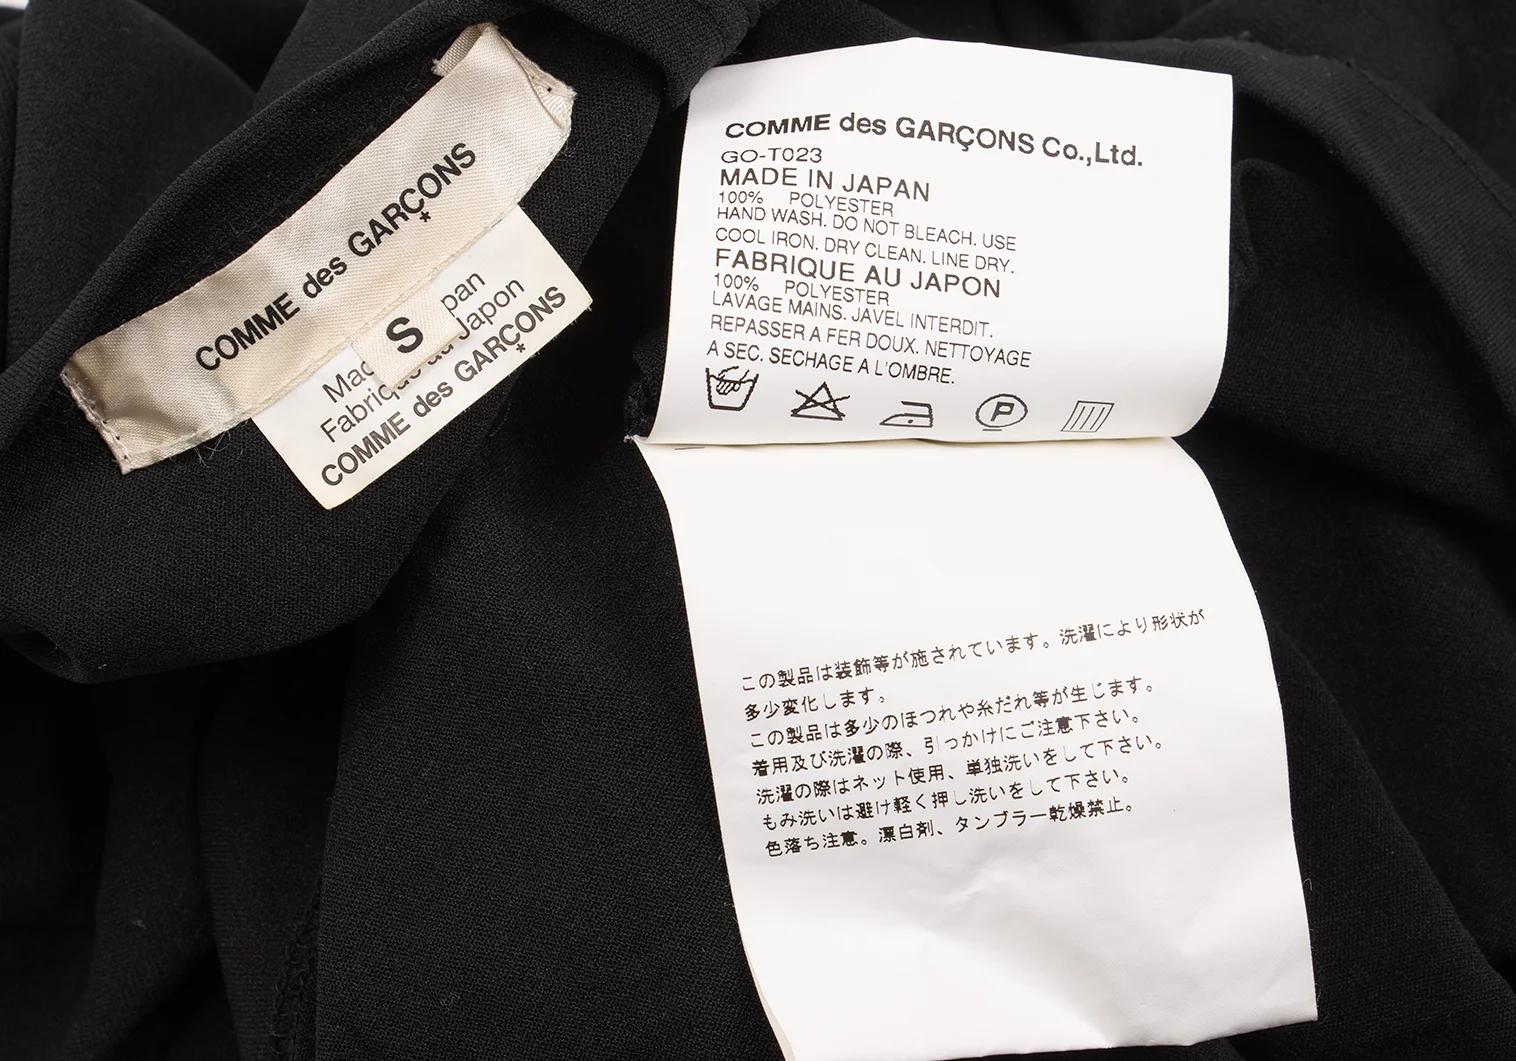 COMME des GARÇONS
*
S
Made pan
Fabriqué au Japon
COMME des GARÇONS
*
COMME des GARÇONS Co.,Ltd.
GO-T023
MADE IN JAPAN
100% POLYESTER
HAND WASH. DO NOT BLEACH. USE
COOL IRON. DRY CLEAN. LINE DRY.
FABRIQUE AU JAPON
100% POLYESTER
LAVAGE MAINS. JAVEL INTERDIT.
REPASSER A FER DOUX. NETTOYAGE
A SEC. SECHAGE A L'OMBRE.
P
この製品は装飾等が施されています。洗濯により形状が
多少変化します。
この製品は多少のほつれや糸だれ等が生じます。
着用及び洗濯の際、引っかけにご注意下さい。
洗濯の際はネット使用、単独洗いをして下さい。
もみ洗いは避け軽く押し洗いをして下さい。
色落ち注意。漂白剤、タンブラー乾燥禁止。